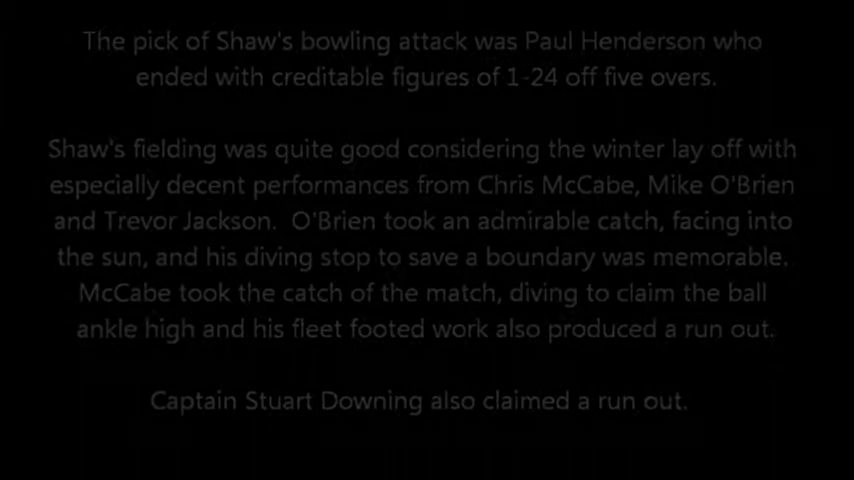 The pick of Shaw's bowling attack was Paul Henderson who
ended with creditable figures of 1-24 off five overs.
Shaw's fielding was quite good considering the winter lay off with
especially decent performances from Chris McCabe, Mike O'Brien
and Trevor Jackson.  O'Brien took an admirable catch, facing into
the sun, and his diving stop to save a boundary was memorable.
McCabe took the catch of the match, diving to claim the ball
ankle high and his fleet footed work also produced a run out.
Captain Stuart Downing also claimed a run out.